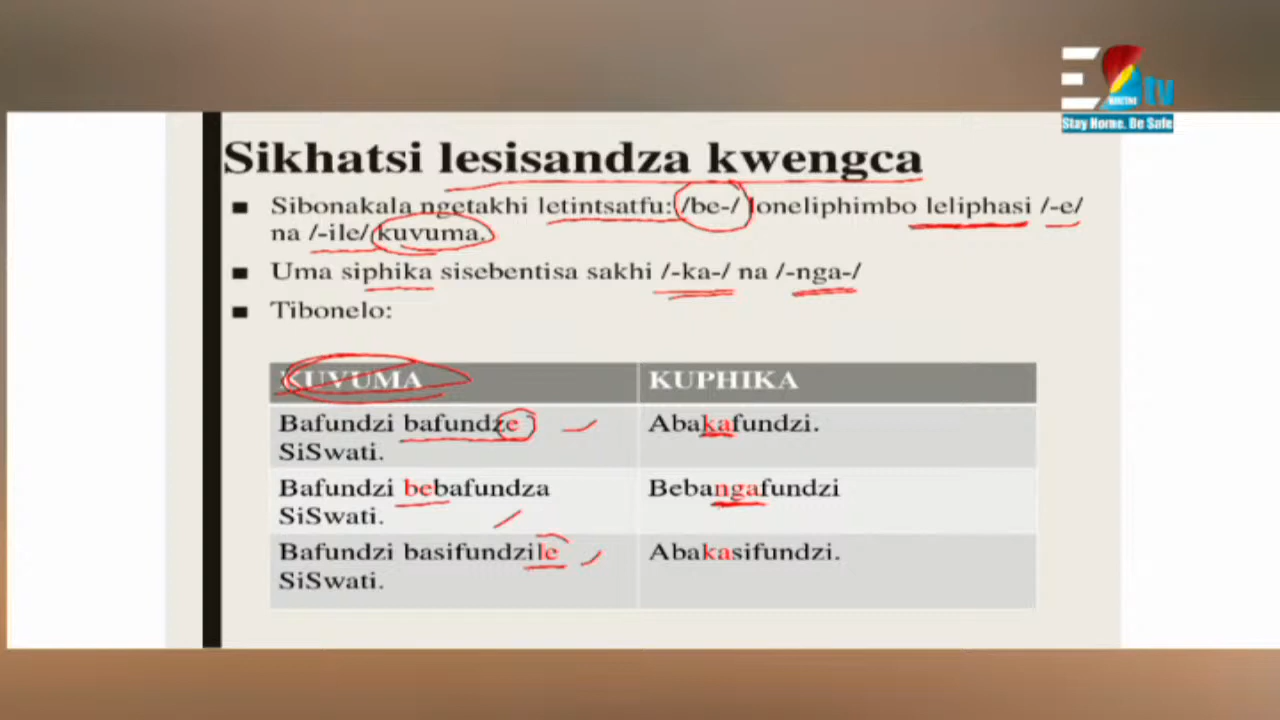 tv
Stay Home. Be Safe
Sikhatsi lesisandza kwengca
Sibonakala ngetakhi letintsatfu: /be-/ loneliphimbo leliphasi /-e/
na /-ile/ kuvuma.
Uma siphika sisebentisa sakhi /-ka-/ na /-nga-/
Tibonelo:
KUVUMA KUPHIKA
Bafundzi bafundze Abakafundzi.
SiSwati.
Bafundzi bebafundza Bebangafundzi
SiSwati.
Bafundzi basifundzile Abakasifundzi.
SiSwati.